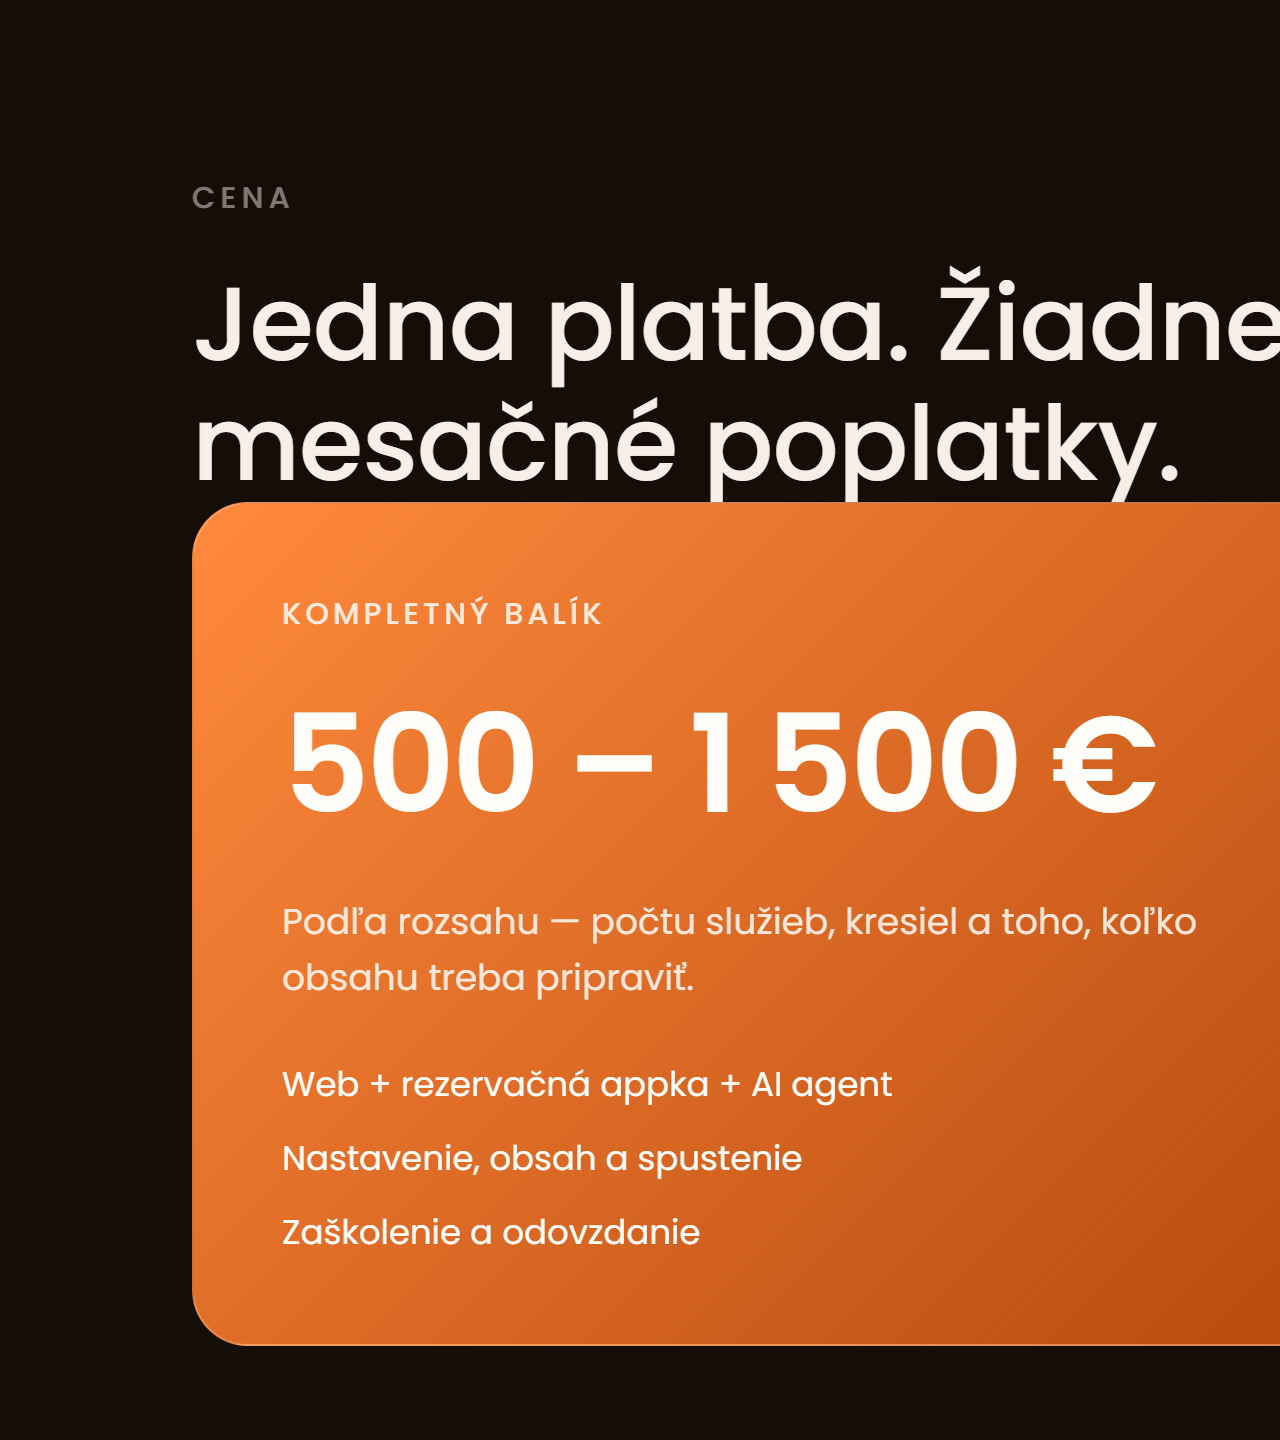 CENA
Jedna platba. Žiadne
mesačné poplatky.
KOMPLETNÝ BALÍK
500 – 1 500 €
Podľa rozsahu — počtu služieb, kresiel a toho, koľko
obsahu treba pripraviť.
Web + rezervačná appka + AI agent
Nastavenie, obsah a spustenie
Zaškolenie a odovzdanie